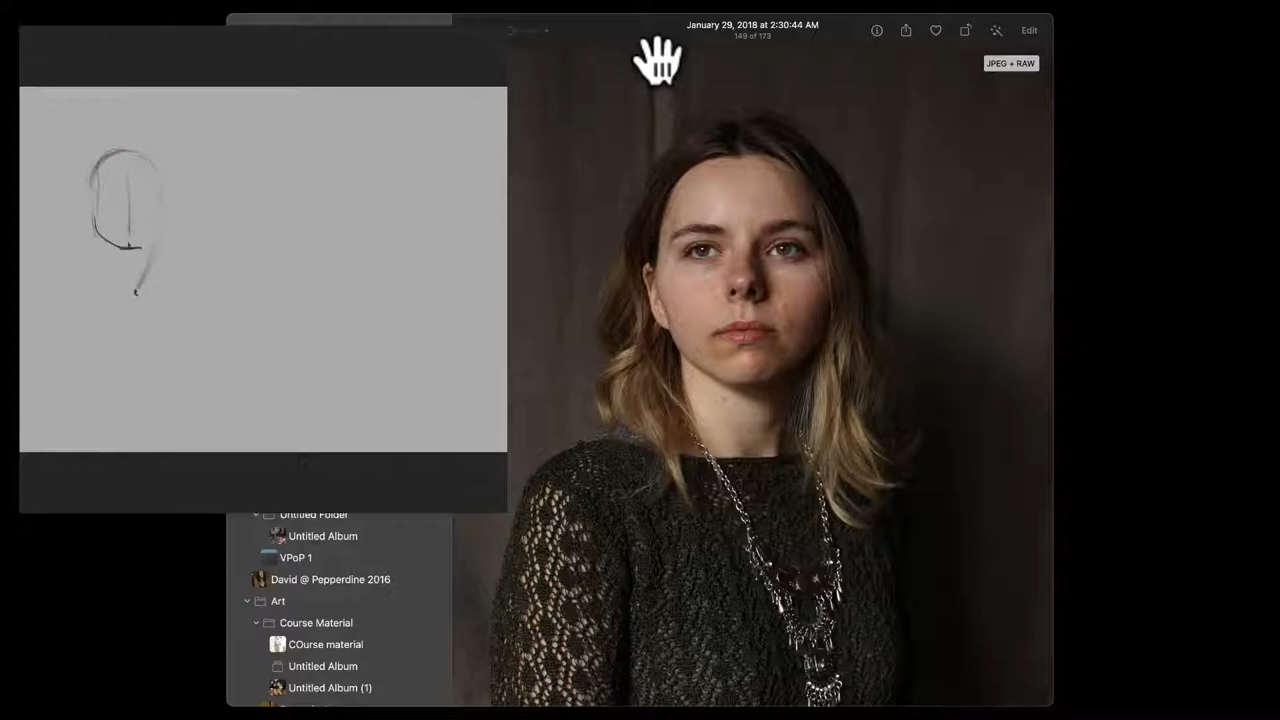 January 29, 2018 at 2:30:44 AM
149 of 173
Edit
JPEG + RAW
Untitled Folder
Untitled Album
VPoP 1
David @ Pepperdine 2016
Art
Course Material
COurse material
Untitled Album
Untitled Album (1)